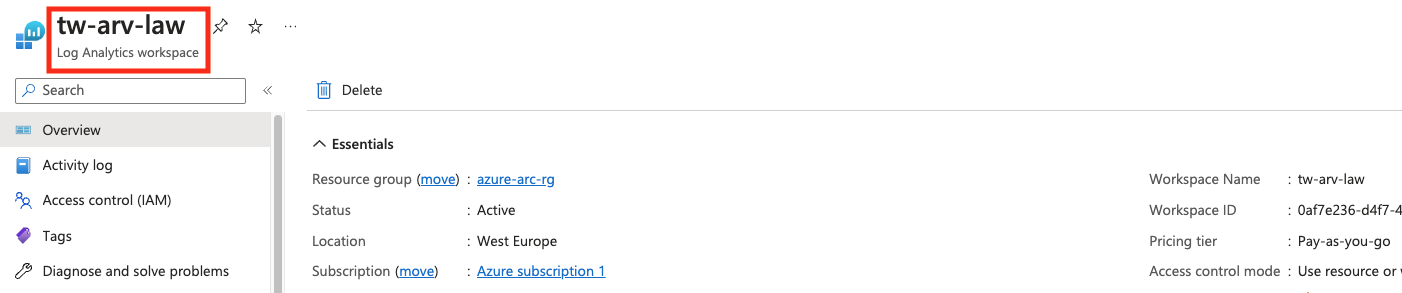 tw-arv-law
Log Analytics workspace
Search
Delete
Overview
Essentials
Activity log
Resource group (move) : azure-arc-rg
Workspace Name : tw-arv-law
Access control (IAM)
Status : Active
Workspace ID : 0af7e236-d4f7-4
Tags
Location : West Europe
Pricing tier : Pay-as-you-go
Diagnose and solve problems
Subscription (move) : Azure subscription 1
Access control mode : Use resource or